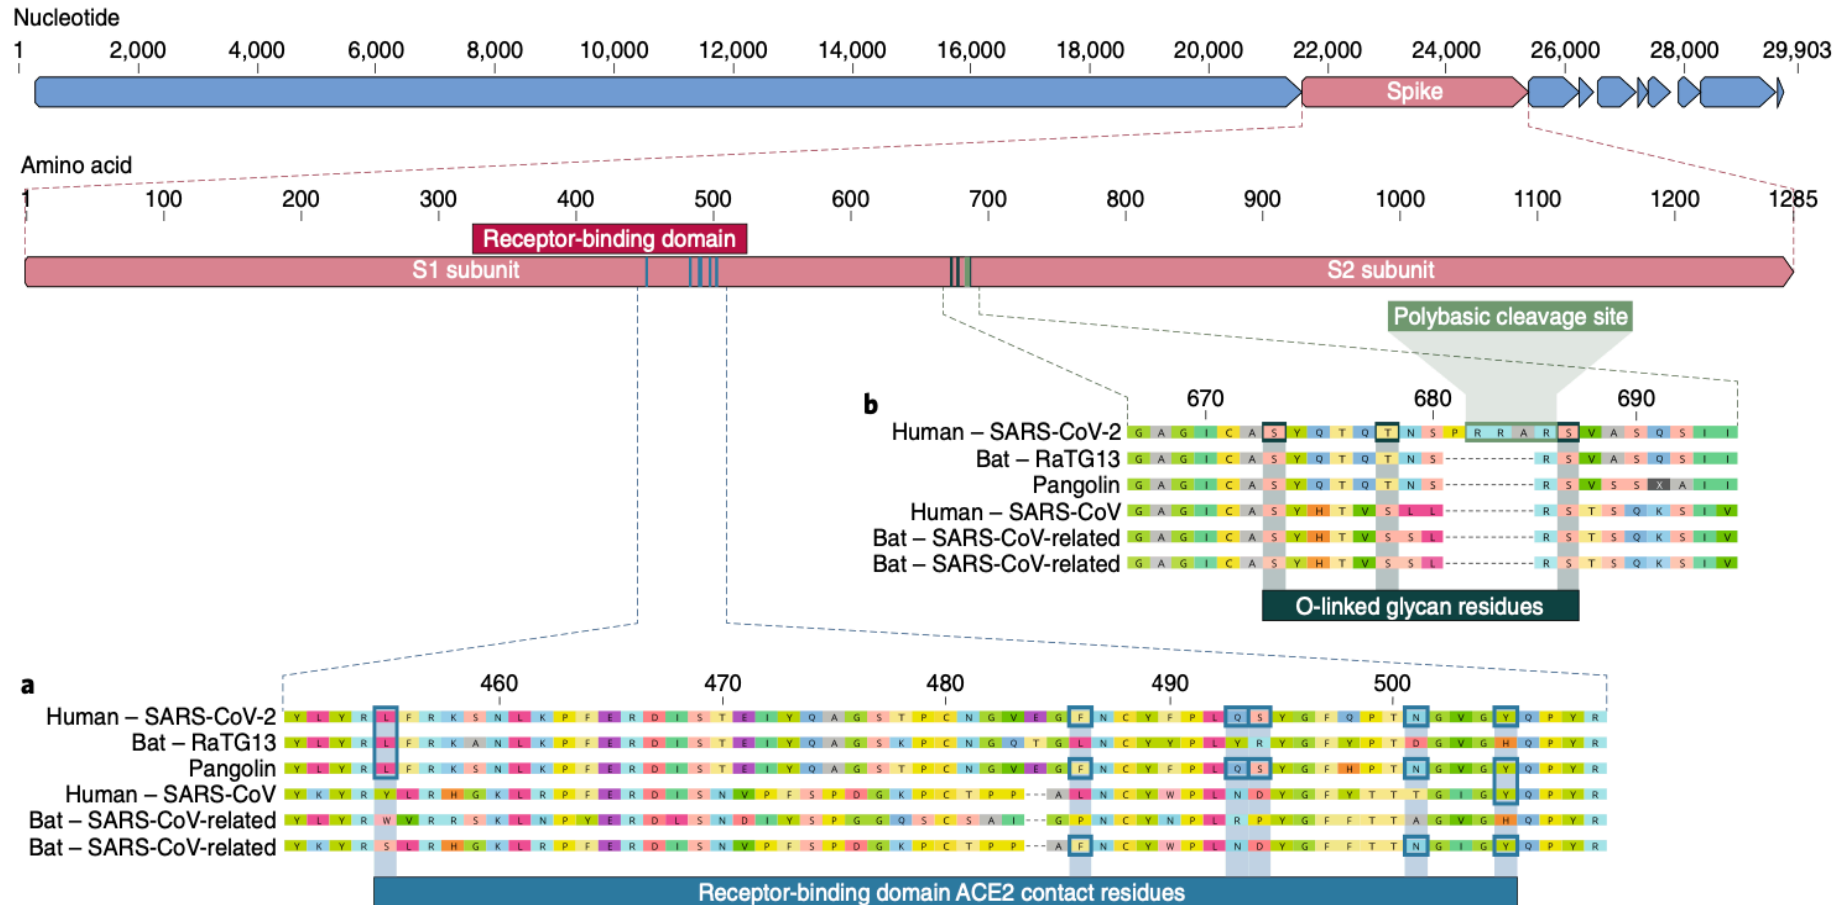 Nucleotide
1 2,000 4,000 6,000 8,000 10,000 12,000 14,000 16,000 18,000 20,000 22,000 24,000 26,000 28,000 29,903
Spike
Amino acid
1 100 200 300 400 500 600 700 800 900 1000 1100 1200 1285
Receptor-binding domain
S1 subunit S2 subunit
Polybasic cleavage site
b 670 680 690
Human – SARS-CoV-2 G A G I C A S Y Q T Q T N S P R R A R S V A S Q S I I
Bat – RaTG13 G A G I C A S Y Q T Q T N S ---------- R S V A S Q S I I
Pangolin G A G I C A S Y Q T Q T N S ---------- R S V S S X A I I
Human – SARS-CoV G A G I C A S Y H T V S L L ---------- R S T S Q K S I V
Bat – SARS-CoV-related G A G I C A S Y H T V S S L ---------- R S T S Q K S I V
Bat – SARS-CoV-related G A G I C A S Y H T V S S L ---------- R S T S Q K S I V
O-linked glycan residues
a 460 470 480 490 500
Human – SARS-CoV-2 Y L Y R L F R K S N L K P F E R D I S T E I Y Q A G S T P C N G V E G F N C Y F P L Q S Y G F Q P T N G V G Y Q P Y R
Bat – RaTG13 Y L Y R L F R K A N L K P F E R D I S T E I Y Q A G S K P C N G Q T G L N C Y Y P L Y R Y G F Y P T D G V G H Q P Y R
Pangolin Y L Y R L F R K S N L K P F E R D I S T E I Y Q A G S T P C N G V E G F N C Y F P L Q S Y G F H P T N G V G Y Q P Y R
Human – SARS-CoV Y K Y R Y L R H G K L R P F E R D I S N V P F S P D G K P C T P P --- A L N C Y W P L N D Y G F Y T T T G I G Y Q P Y R
Bat – SARS-CoV-related Y L Y R W V R R S K L N P Y E R D L S N D I Y S P G G Q S C S A I --- G P N C Y N P L R P Y G F F T T A G V G H Q P Y R
Bat – SARS-CoV-related Y K Y R S L R H G K L R P F E R D I S N V P F S P D G K P C T P P --- A F N C Y W P L N D Y G F F T T N G I G Y Q P Y R
Receptor-binding domain ACE2 contact residues